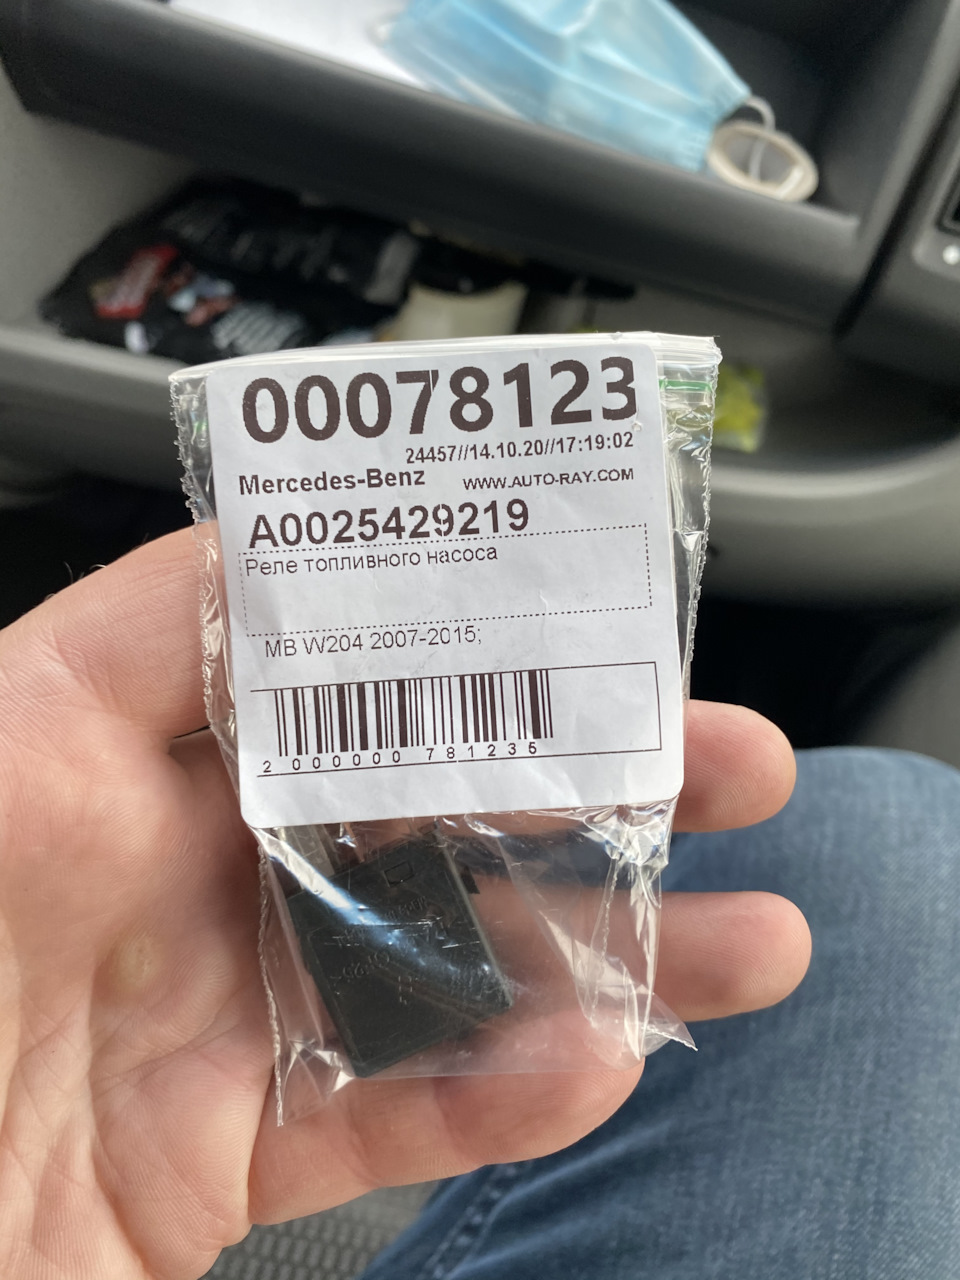 00078123
24457//14.10.20//17:19:02
Mercedes-Benz WWW.AUTO-RAY.COM
A0025429219
Реле топливного насоса
MB W204 2007-2015;
2 000000 781235